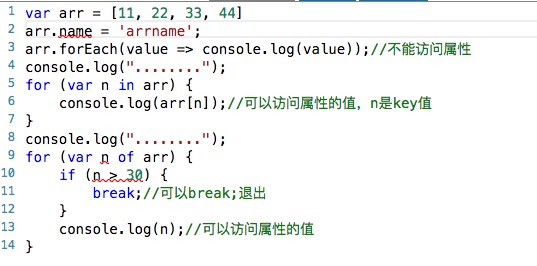 1 var arr = [11, 22, 33, 44]
2 arr.name = 'arrname';
3 arr.forEach(value => console.log(value));//不能访问属性
4 console.log("........");
5 for (var n in arr) {
6     console.log(arr[n]);//可以访问属性的值，n是key值
7 }
8 console.log("........");
9 for (var n of arr) {
10     if (n > 30) {
11         break;//可以break;退出
12     }
13     console.log(n);//可以访问属性的值
14 }